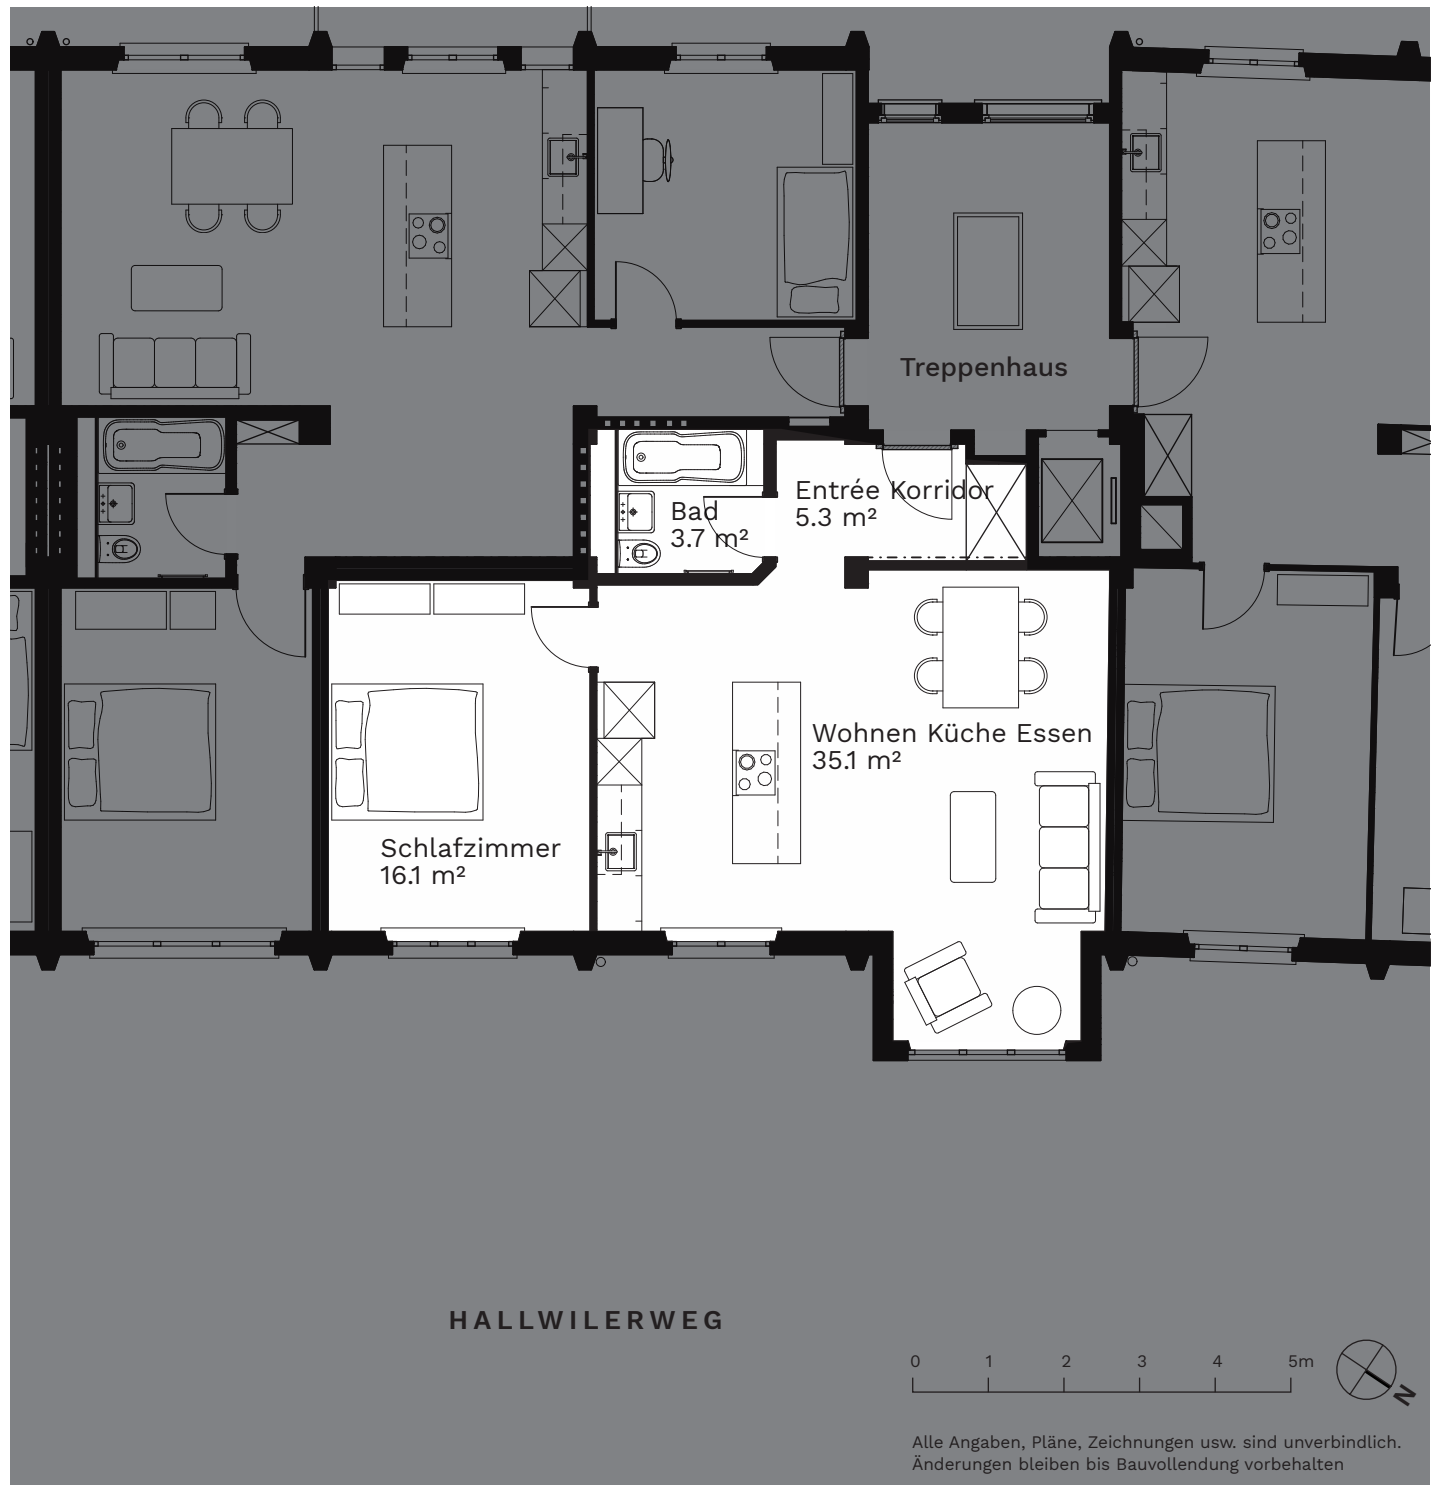 Treppenhaus
Entrée Korridor
5.3 m²
Bad
3.7 m²
Wohnen Küche Essen
35.1 m²
Schlafzimmer
16.1 m²
HALLWILERWEG
0 1 2 3 4 5m
N
Alle Angaben, Pläne, Zeichnungen usw. sind unverbindlich.
Änderungen bleiben bis Bauvollendung vorbehalten